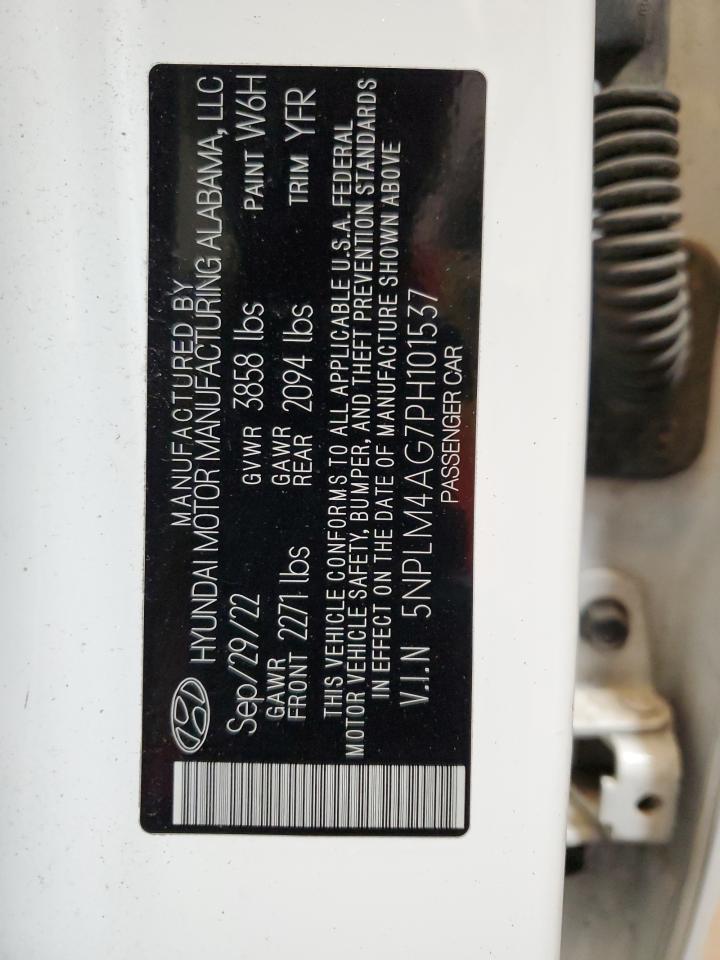 MANUFACTURED BY
HYUNDAI MOTOR MANUFACTURING ALABAMA, LLC
Sep/29/22 GVWR 3858 lbs PAINT W6H
GAWR FRONT 2271 lbs GAWR REAR 2094 lbs TRIM YFR
THIS VEHICLE CONFORMS TO ALL APPLICABLE U.S.A. FEDERAL
MOTOR VEHICLE SAFETY, BUMPER, AND THEFT PREVENTION STANDARDS
IN EFFECT ON THE DATE OF MANUFACTURE SHOWN ABOVE
V.I.N 5NPLM4AG7PH101537
PASSENGER CAR